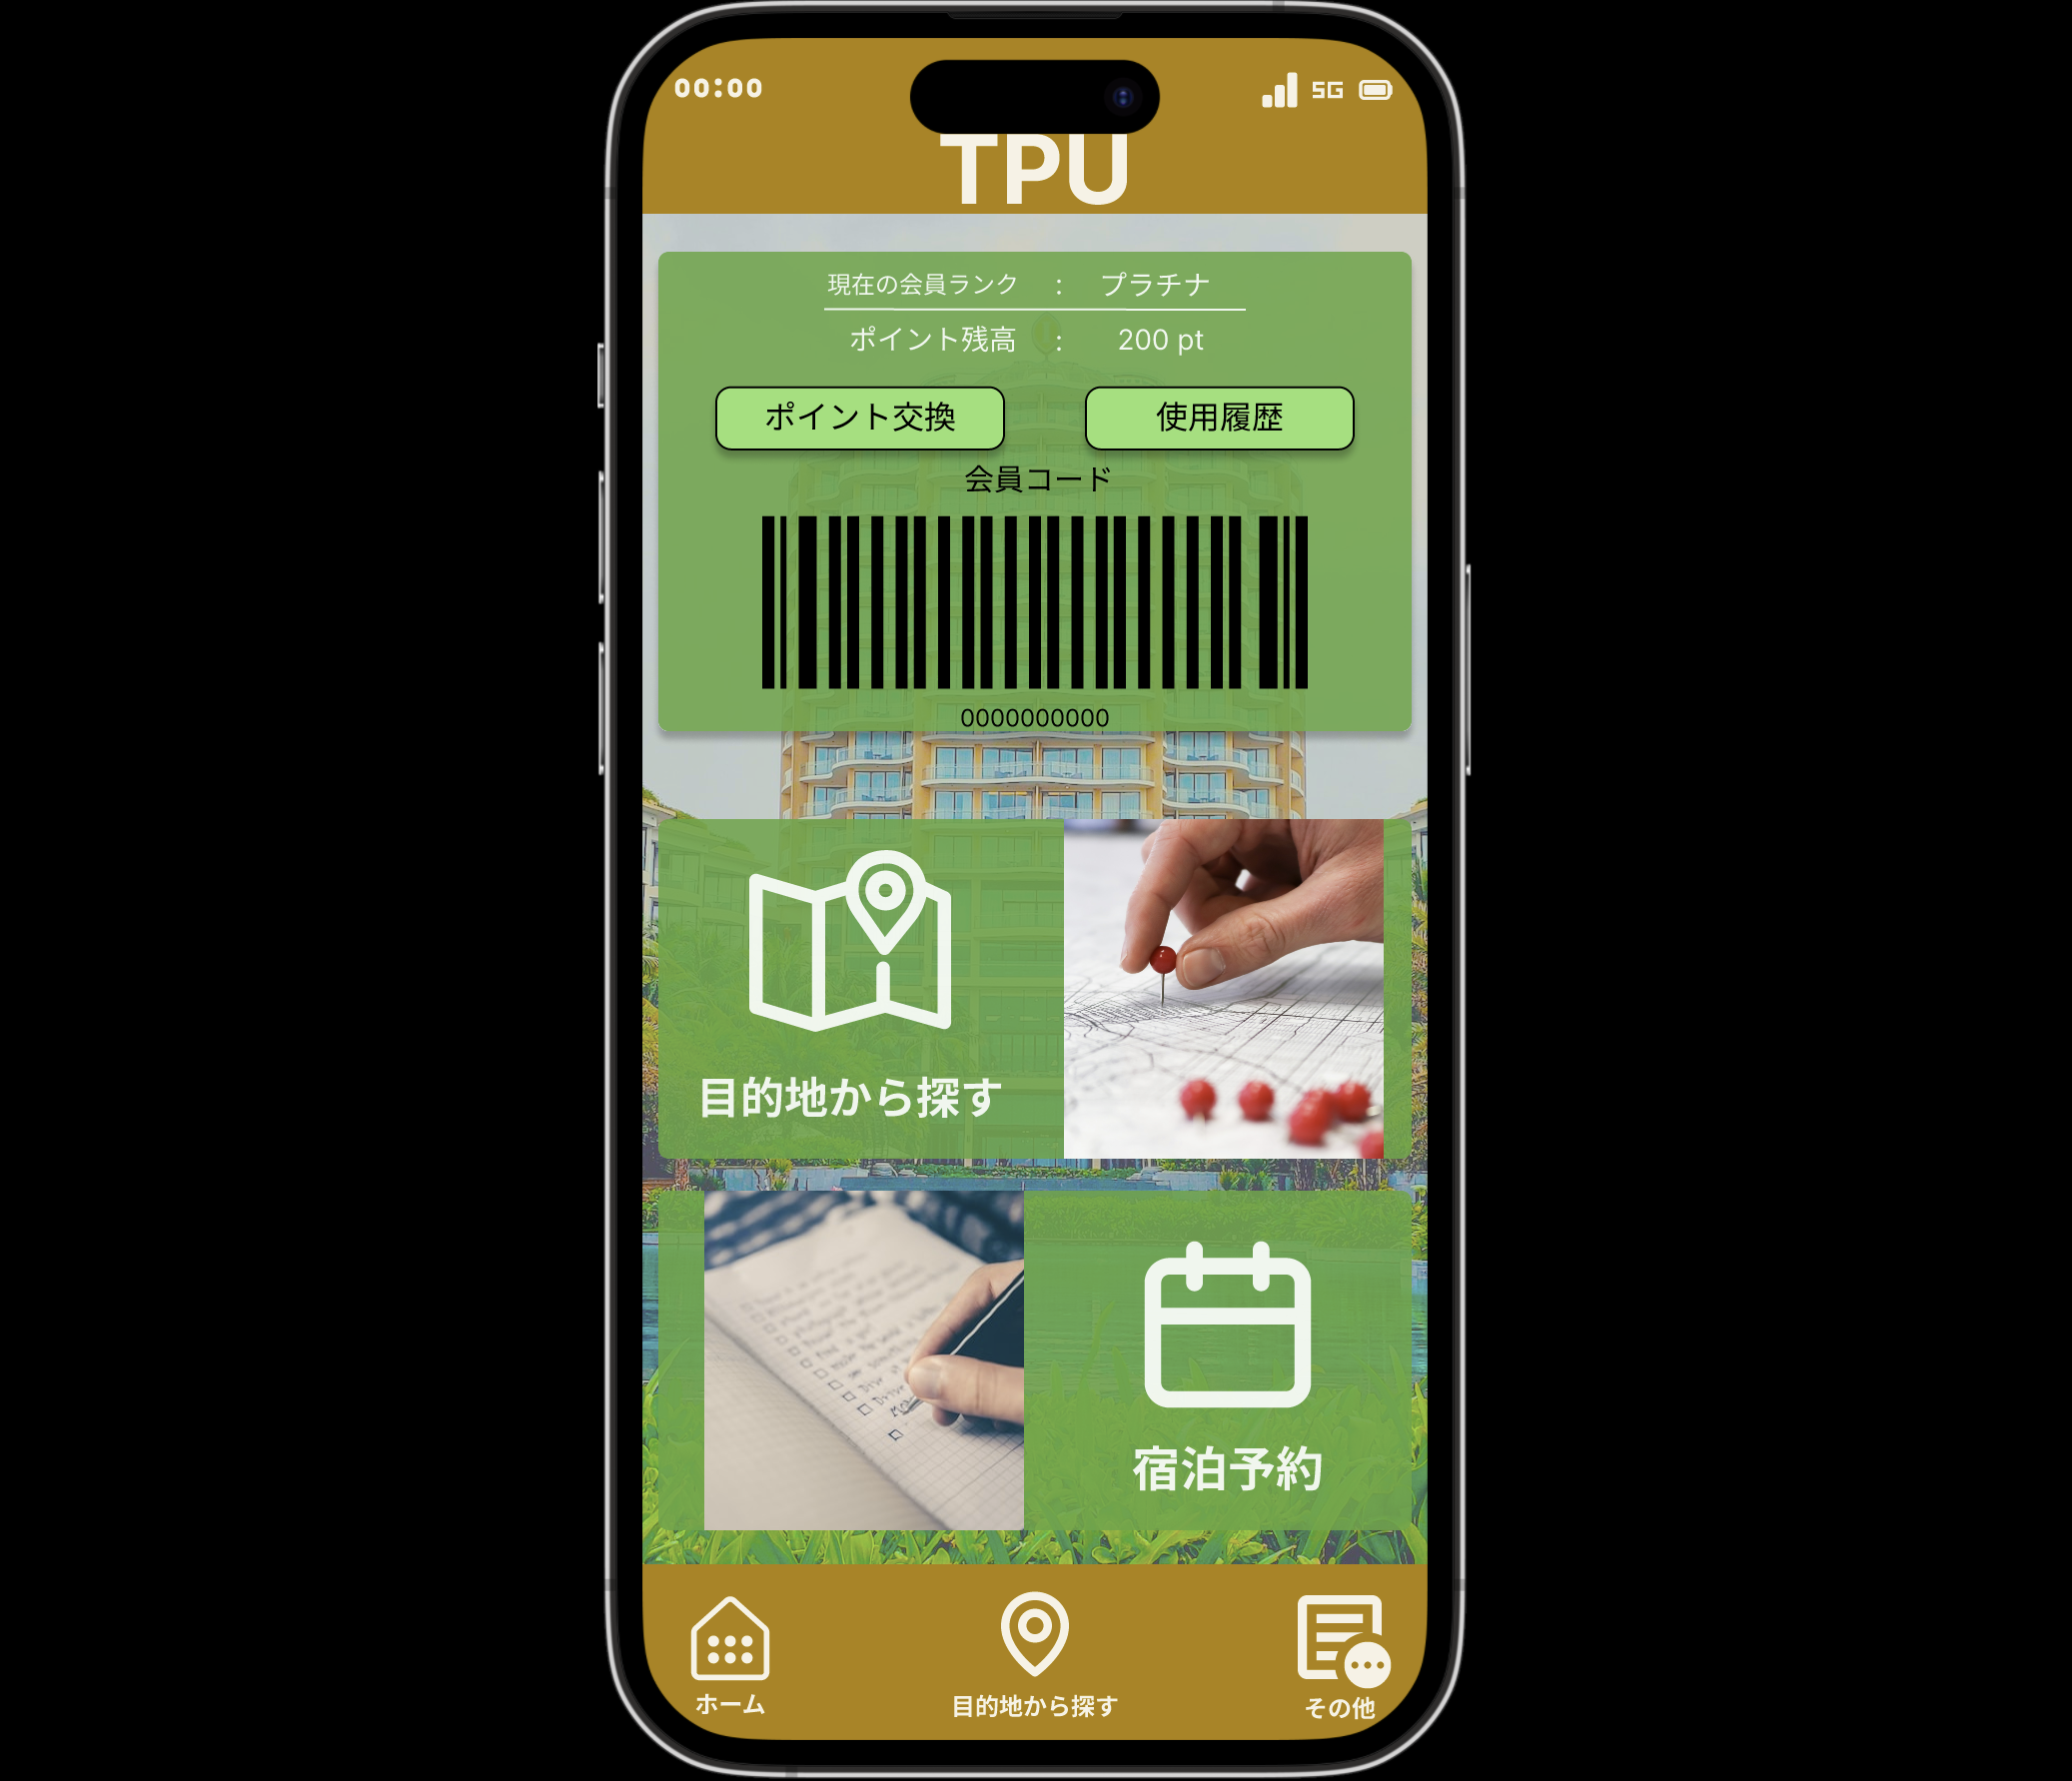 00:00 5G
TPU
現在の会員ランク : プラチナ
ポイント残高 : 200 pt
ポイント交換 使用履歴
会員コード
0000000000
目的地から探す
宿泊予約
ホーム 目的地から探す その他